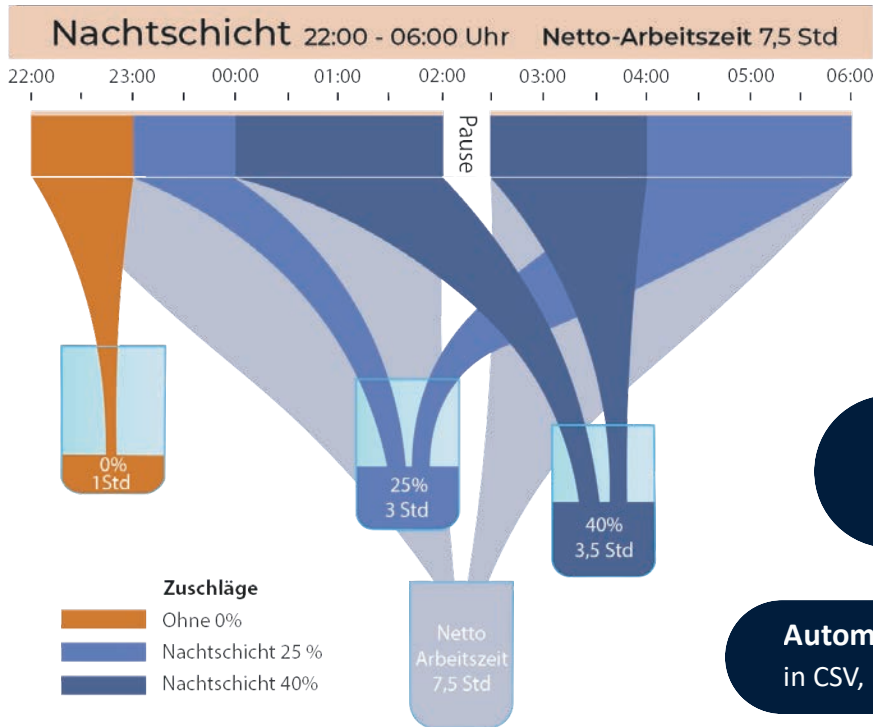 Nachtschicht 22:00 - 06:00 Uhr Netto-Arbeitszeit 7,5 Std
22:00 23:00 00:00 01:00 02:00 03:00 04:00 05:00 06:00
Pause
0%
1Std
25%
3 Std
40%
3,5 Std
Netto
Arbeitszeit
7,5 Std
Zuschläge
Ohne 0%
Nachtschicht 25 %
Nachtschicht 40%
Autom
in CSV,